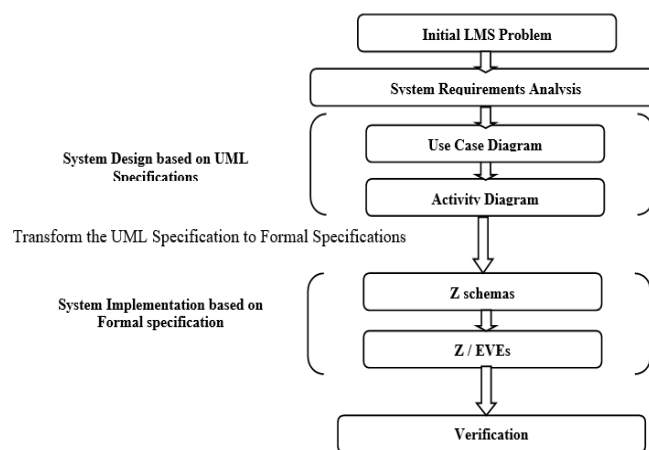 Initial LMS Problem
System Requirements Analysis
Use Case Diagram
System Design based on UML
Specifications
Activity Diagram
Transform the UML Specification to Formal Specifications
Z schemas
System Implementation based on
Formal specification
Z / EVEs
Verification